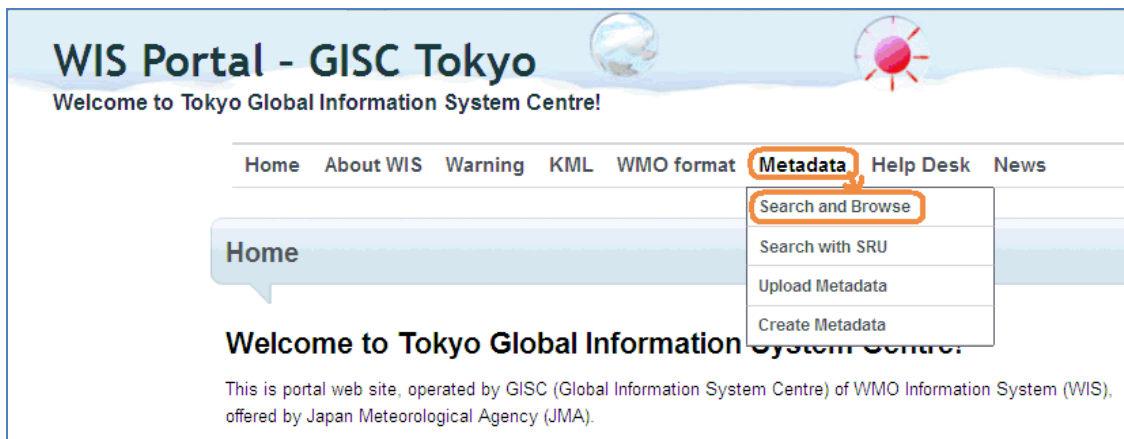 WIS Portal - GISC Tokyo
Welcome to Tokyo Global Information System Centre!
Home About WIS Warning KML WMO format Metadata Help Desk News
Search and Browse
Search with SRU
Upload Metadata
Create Metadata
Home
Welcome to Tokyo Global Information System Centre!
This is portal web site, operated by GISC (Global Information System Centre) of WMO Information System (WIS),
offered by Japan Meteorological Agency (JMA).